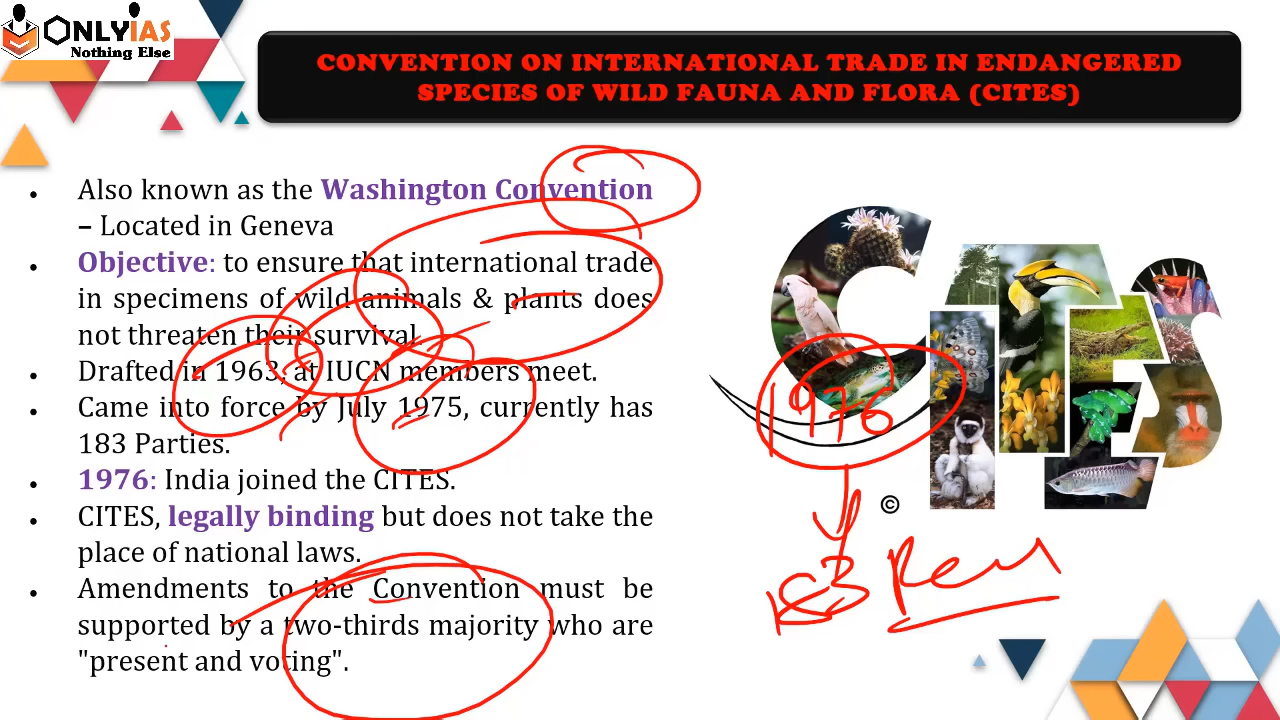 ONLYIAS
Nothing Else
CONVENTION ON INTERNATIONAL TRADE IN ENDANGERED
SPECIES OF WILD FAUNA AND FLORA (CITES)
• Also known as the Washington Convention
– Located in Geneva
• Objective: to ensure that international trade
in specimens of wild animals & plants does
not threaten their survival.
• Drafted in 1963, at IUCN members meet.
• Came into force by July 1975, currently has
183 Parties.
• 1976: India joined the CITES.
• CITES, legally binding but does not take the
place of national laws.
• Amendments to the Convention must be
supported by a two-thirds majority who are
"present and voting".
CITES
©
1976